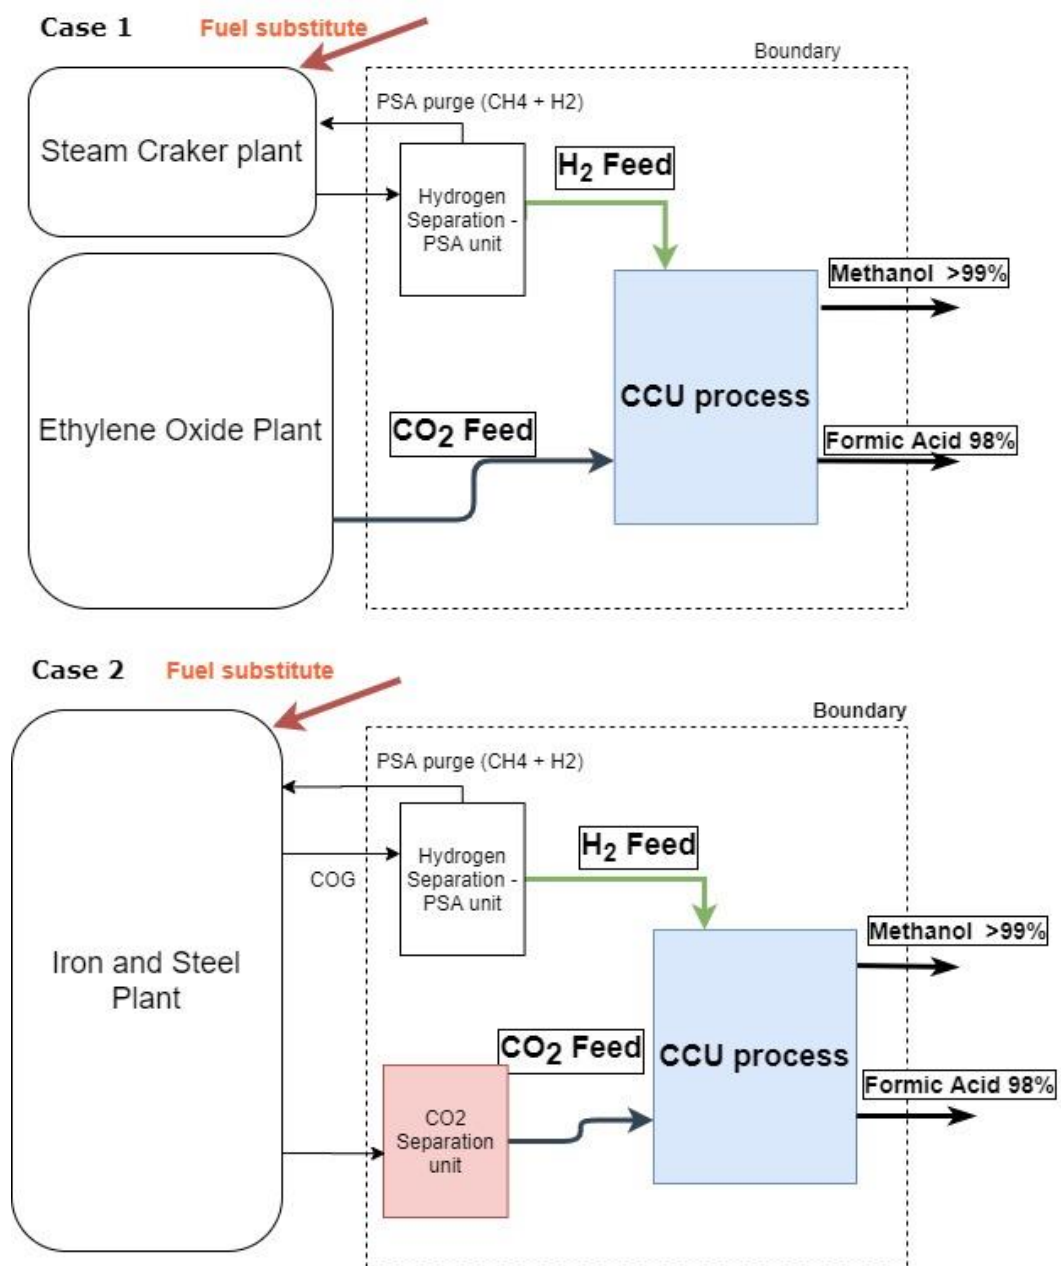 Case 1
Fuel substitute
Boundary
PSA purge (CH4 + H2)
Steam Craker plant
Hydrogen
Separation -
PSA unit
H₂ Feed
Methanol >99%
CCU process
Ethylene Oxide Plant
CO₂ Feed
Formic Acid 98%
Case 2
Fuel substitute
Boundary
PSA purge (CH4 + H2)
Hydrogen
Separation -
PSA unit
H₂ Feed
COG
Methanol >99%
Iron and Steel
Plant
CO₂ Feed
CCU process
Formic Acid 98%
CO2
Separation
unit